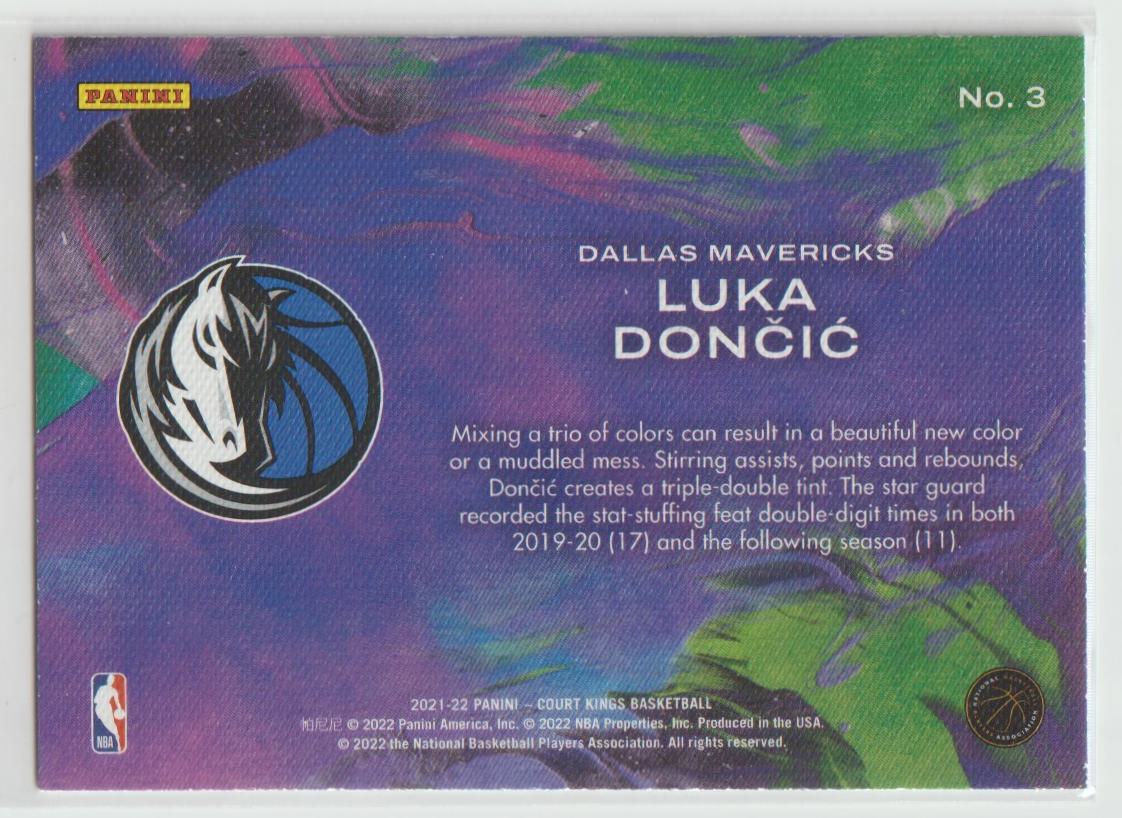 PANINI
No. 3
DALLAS MAVERICKS
LUKA
DONČIĆ
Mixing a trio of colors can result in a beautiful new color
or a muddled mess. Stirring assists, points and rebounds,
Dončić creates a triple-double tint. The star guard
recorded the stat-stuffing feat double-digit times in both
2019-20 (17) and the following season (11).
M
NBA
NATIONAL BASKETBALL
PLAYERS ASSOCIATION
2021-22 PANINI – COURT KINGS BASKETBALL
帕尼尼 © 2022 Panini America, Inc. © 2022 NBA Properties, Inc. Produced in the USA.
© 2022 the National Basketball Players Association. All rights reserved.